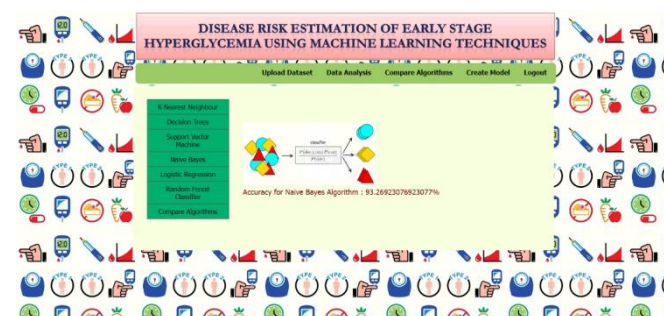 DISEASE RISK ESTIMATION OF EARLY STAGE
HYPERGLYCEMIA USING MACHINE LEARNING TECHNIQUES
Upload Dataset Data Analysis Compare Algorithms Create Model Logout
K-Nearest Neighbour
Decision Trees
Support Vector
Machine
Naive Bayes
Logistic Regression
Random Forest
Classifier
Compare Algorithms
classifier
Accuracy for Naive Bayes Algorithm : 93.26923076923077%